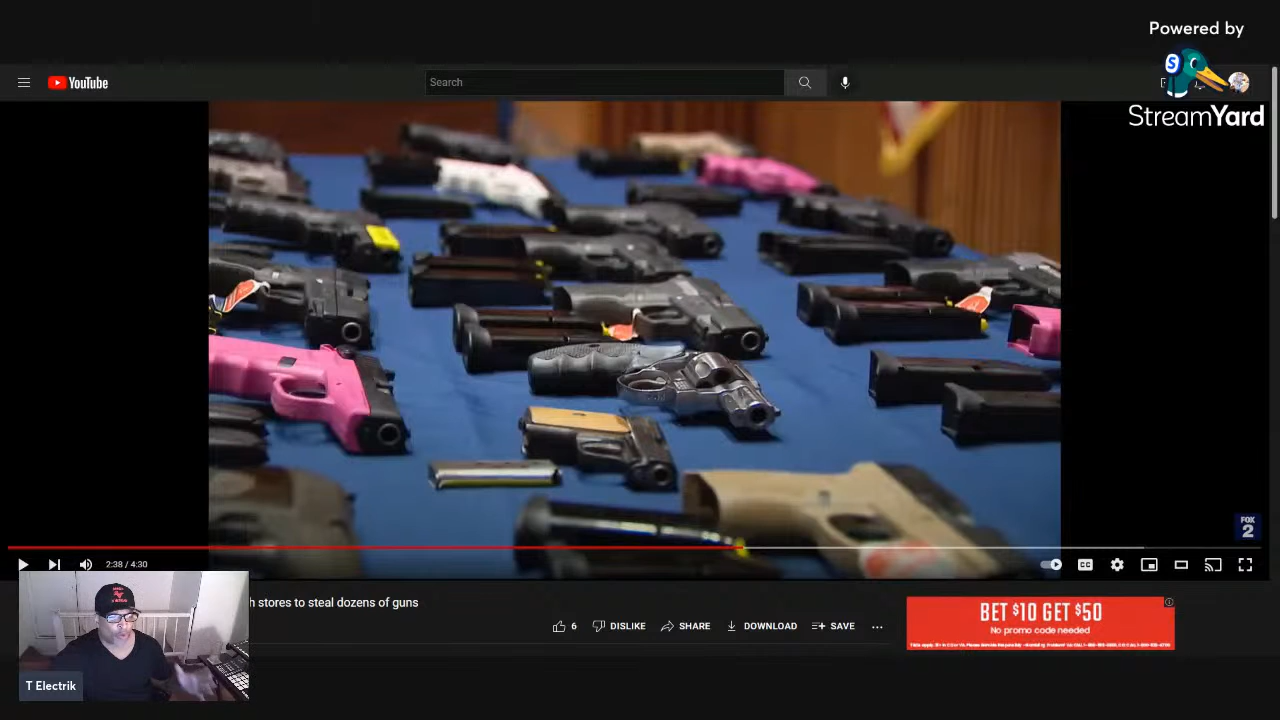 Powered by
YouTube
Search
S
StreamYard
FOX
2
2:38 / 4:30
CC
h stores to steal dozens of guns
6
DISLIKE
SHARE
DOWNLOAD
SAVE
BET $10 GET $50
No promo code needed
T Electrik